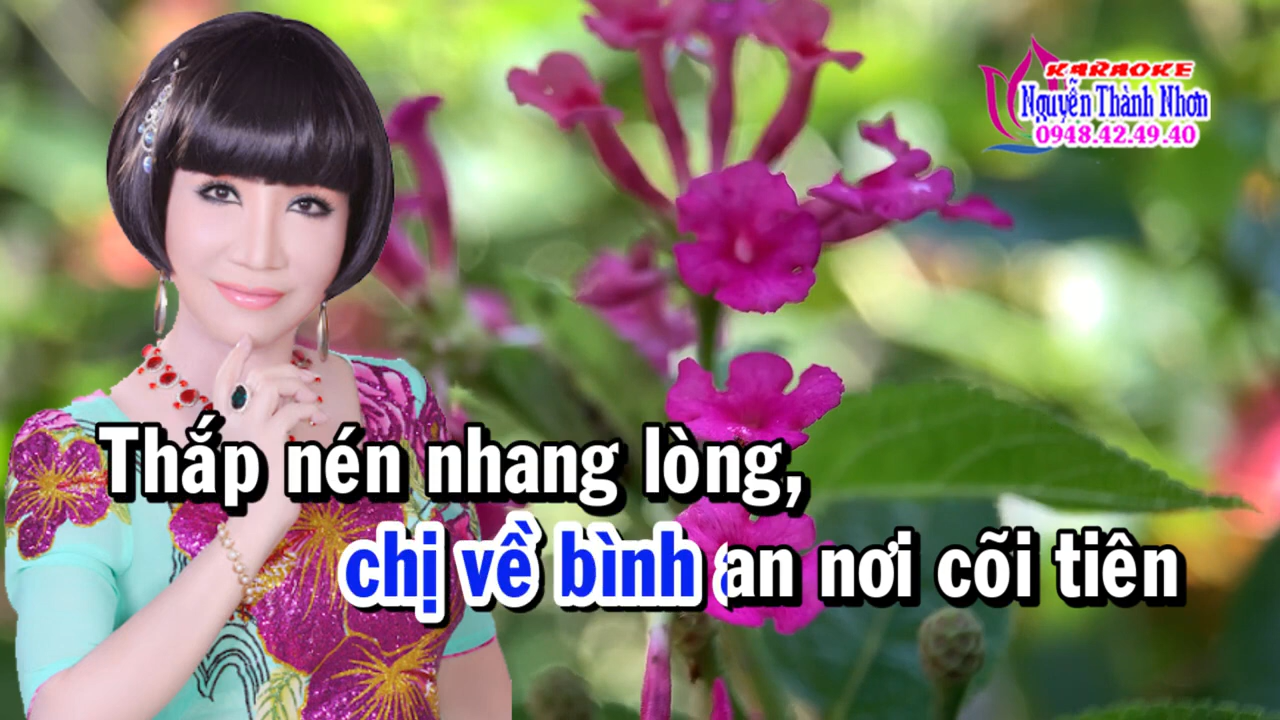 KARAOKE
Nguyễn Thành Nhơn
0948.42.49.40
Thắp nén nhang lòng,
chị về bình an nơi cõi tiên